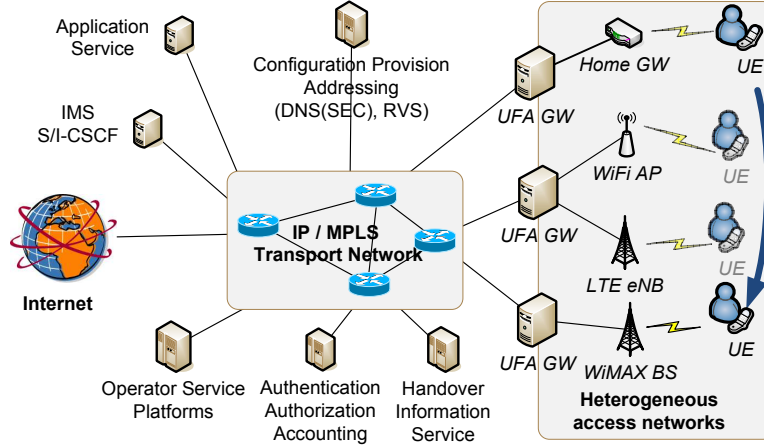 Application
Service
Configuration Provision
Addressing
(DNS(SEC), RVS)
IMS
S/I-CSCF
Internet
IP / MPLS
Transport Network
Operator Service
Platforms
Authentication
Authorization
Accounting
Handover
Information
Service
UFA GW
Home GW
UE
UFA GW
WiFi AP
UE
LTE eNB
UE
UFA GW
WiMAX BS
UE
Heterogeneous
access networks